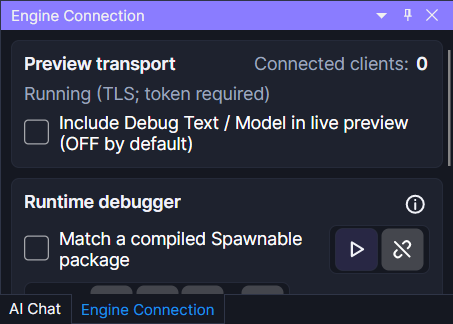 Engine Connection
Preview transport
Connected clients: 0
Running (TLS; token required)
Include Debug Text / Model in live preview
(OFF by default)
Runtime debugger
Match a compiled Spawnable
package
AI Chat
Engine Connection